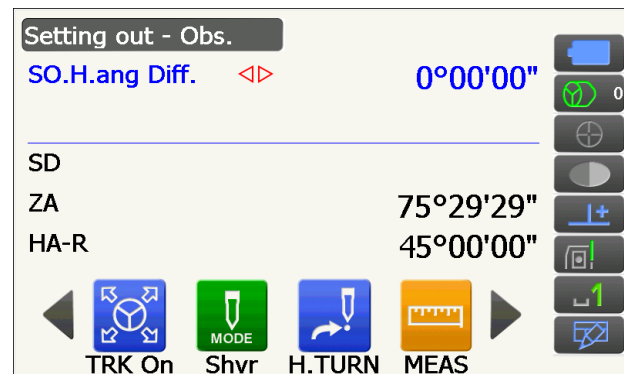 Setting out - Obs.
SO.H.ang Diff. ◁▷ 0°00'00"
0
SD
ZA 75°29'29"
HA-R 45°00'00"
MODE
TRK On Shvr H.TURN MEAS
1